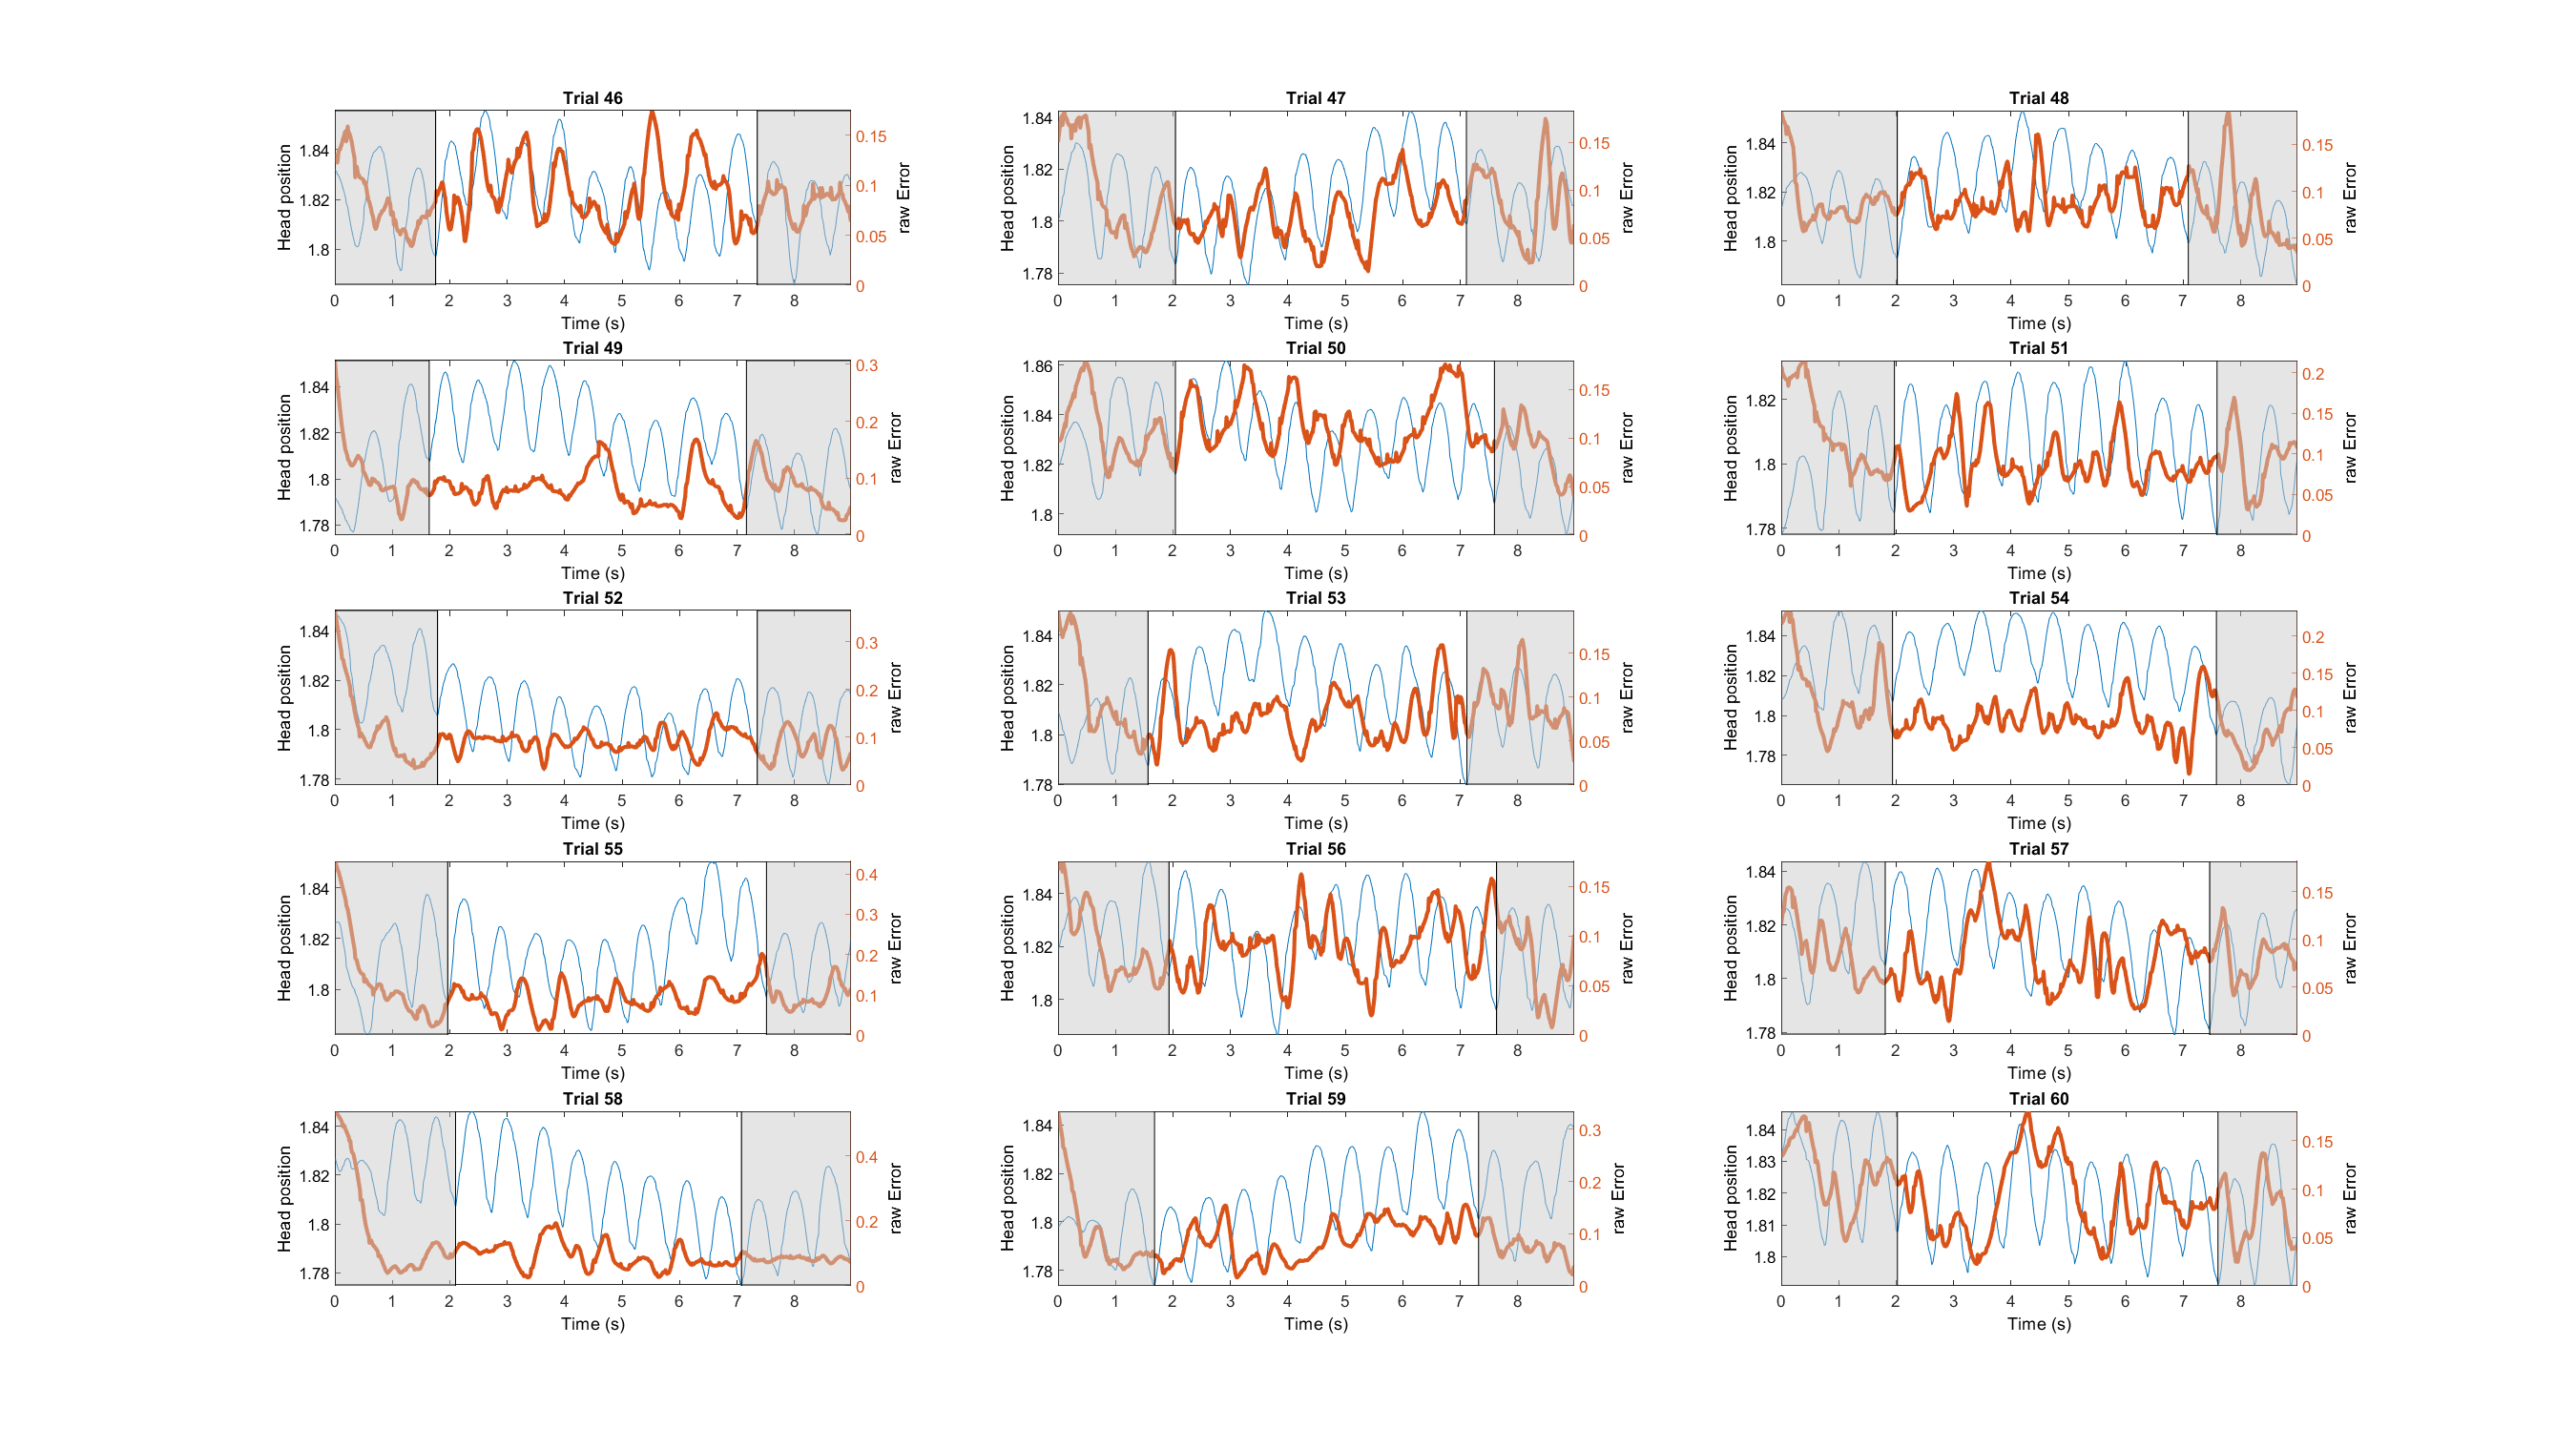 Trial 46
Head position
1.84
1.82
1.8
0.15
0.1
0.05
0
raw Error
0 1 2 3 4 5 6 7 8
Time (s)
Trial 47
Head position
1.84
1.82
1.8
1.78
0.15
0.1
0.05
0
raw Error
0 1 2 3 4 5 6 7 8
Time (s)
Trial 48
Head position
1.84
1.82
1.8
0.15
0.1
0.05
0
raw Error
0 1 2 3 4 5 6 7 8
Time (s)
Trial 49
Head position
1.84
1.82
1.8
1.78
0.3
0.2
0.1
0
raw Error
0 1 2 3 4 5 6 7 8
Time (s)
Trial 50
Head position
1.86
1.84
1.82
1.8
0.15
0.1
0.05
0
raw Error
0 1 2 3 4 5 6 7 8
Time (s)
Trial 51
Head position
1.82
1.8
1.78
0.2
0.15
0.1
0.05
0
raw Error
0 1 2 3 4 5 6 7 8
Time (s)
Trial 52
Head position
1.84
1.82
1.8
1.78
0.3
0.2
0.1
0
raw Error
0 1 2 3 4 5 6 7 8
Time (s)
Trial 53
Head position
1.84
1.82
1.8
1.78
0.15
0.1
0.05
0
raw Error
0 1 2 3 4 5 6 7 8
Time (s)
Trial 54
Head position
1.84
1.82
1.8
1.78
0.2
0.15
0.1
0.05
0
raw Error
0 1 2 3 4 5 6 7 8
Time (s)
Trial 55
Head position
1.84
1.82
1.8
0.4
0.3
0.2
0.1
0
raw Error
0 1 2 3 4 5 6 7 8
Time (s)
Trial 56
Head position
1.84
1.82
1.8
0.15
0.1
0.05
0
raw Error
0 1 2 3 4 5 6 7 8
Time (s)
Trial 57
Head position
1.84
1.82
1.8
1.78
0.15
0.1
0.05
0
raw Error
0 1 2 3 4 5 6 7 8
Time (s)
Trial 58
Head position
1.84
1.82
1.8
1.78
0.4
0.2
0
raw Error
0 1 2 3 4 5 6 7 8
Time (s)
Trial 59
Head position
1.84
1.82
1.8
1.78
0.3
0.2
0.1
0
raw Error
0 1 2 3 4 5 6 7 8
Time (s)
Trial 60
Head position
1.84
1.83
1.82
1.81
1.8
0.15
0.1
0.05
0
raw Error
0 1 2 3 4 5 6 7 8
Time (s)